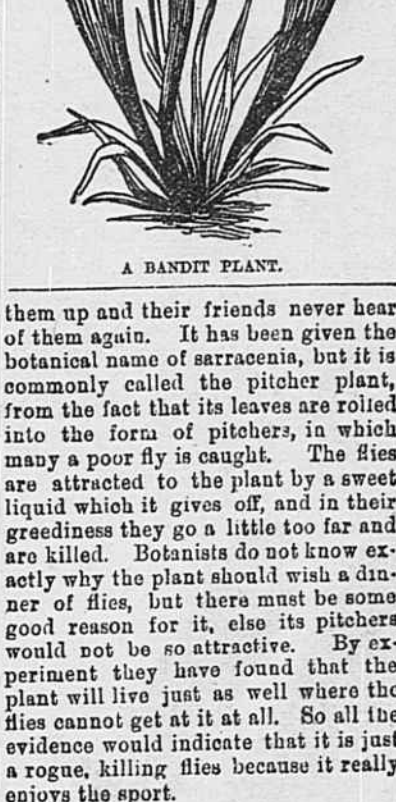 A BANDIT PLANT.
them up and their friends never hear
of them again. It has been given the
botanical name of sarracenia, but it is
commonly called the pitcher plant,
from the fact that its leaves are rolled
into the form of pitchers, in which
many a poor fly is caught. The flies
are attracted to the plant by a sweet
liquid which it gives off, and in their
greediness they go a little too far and
are killed. Botanists do not know ex-
actly why the plant should wish a din-
ner of flies, but there must be some
good reason for it, else its pitchers
would not be so attractive. By ex-
periment they have found that the
plant will live just as well where the
flies cannot get at it at all. So all the
evidence would indicate that it is just
a rogue, killing flies because it really
enjoys the sport.